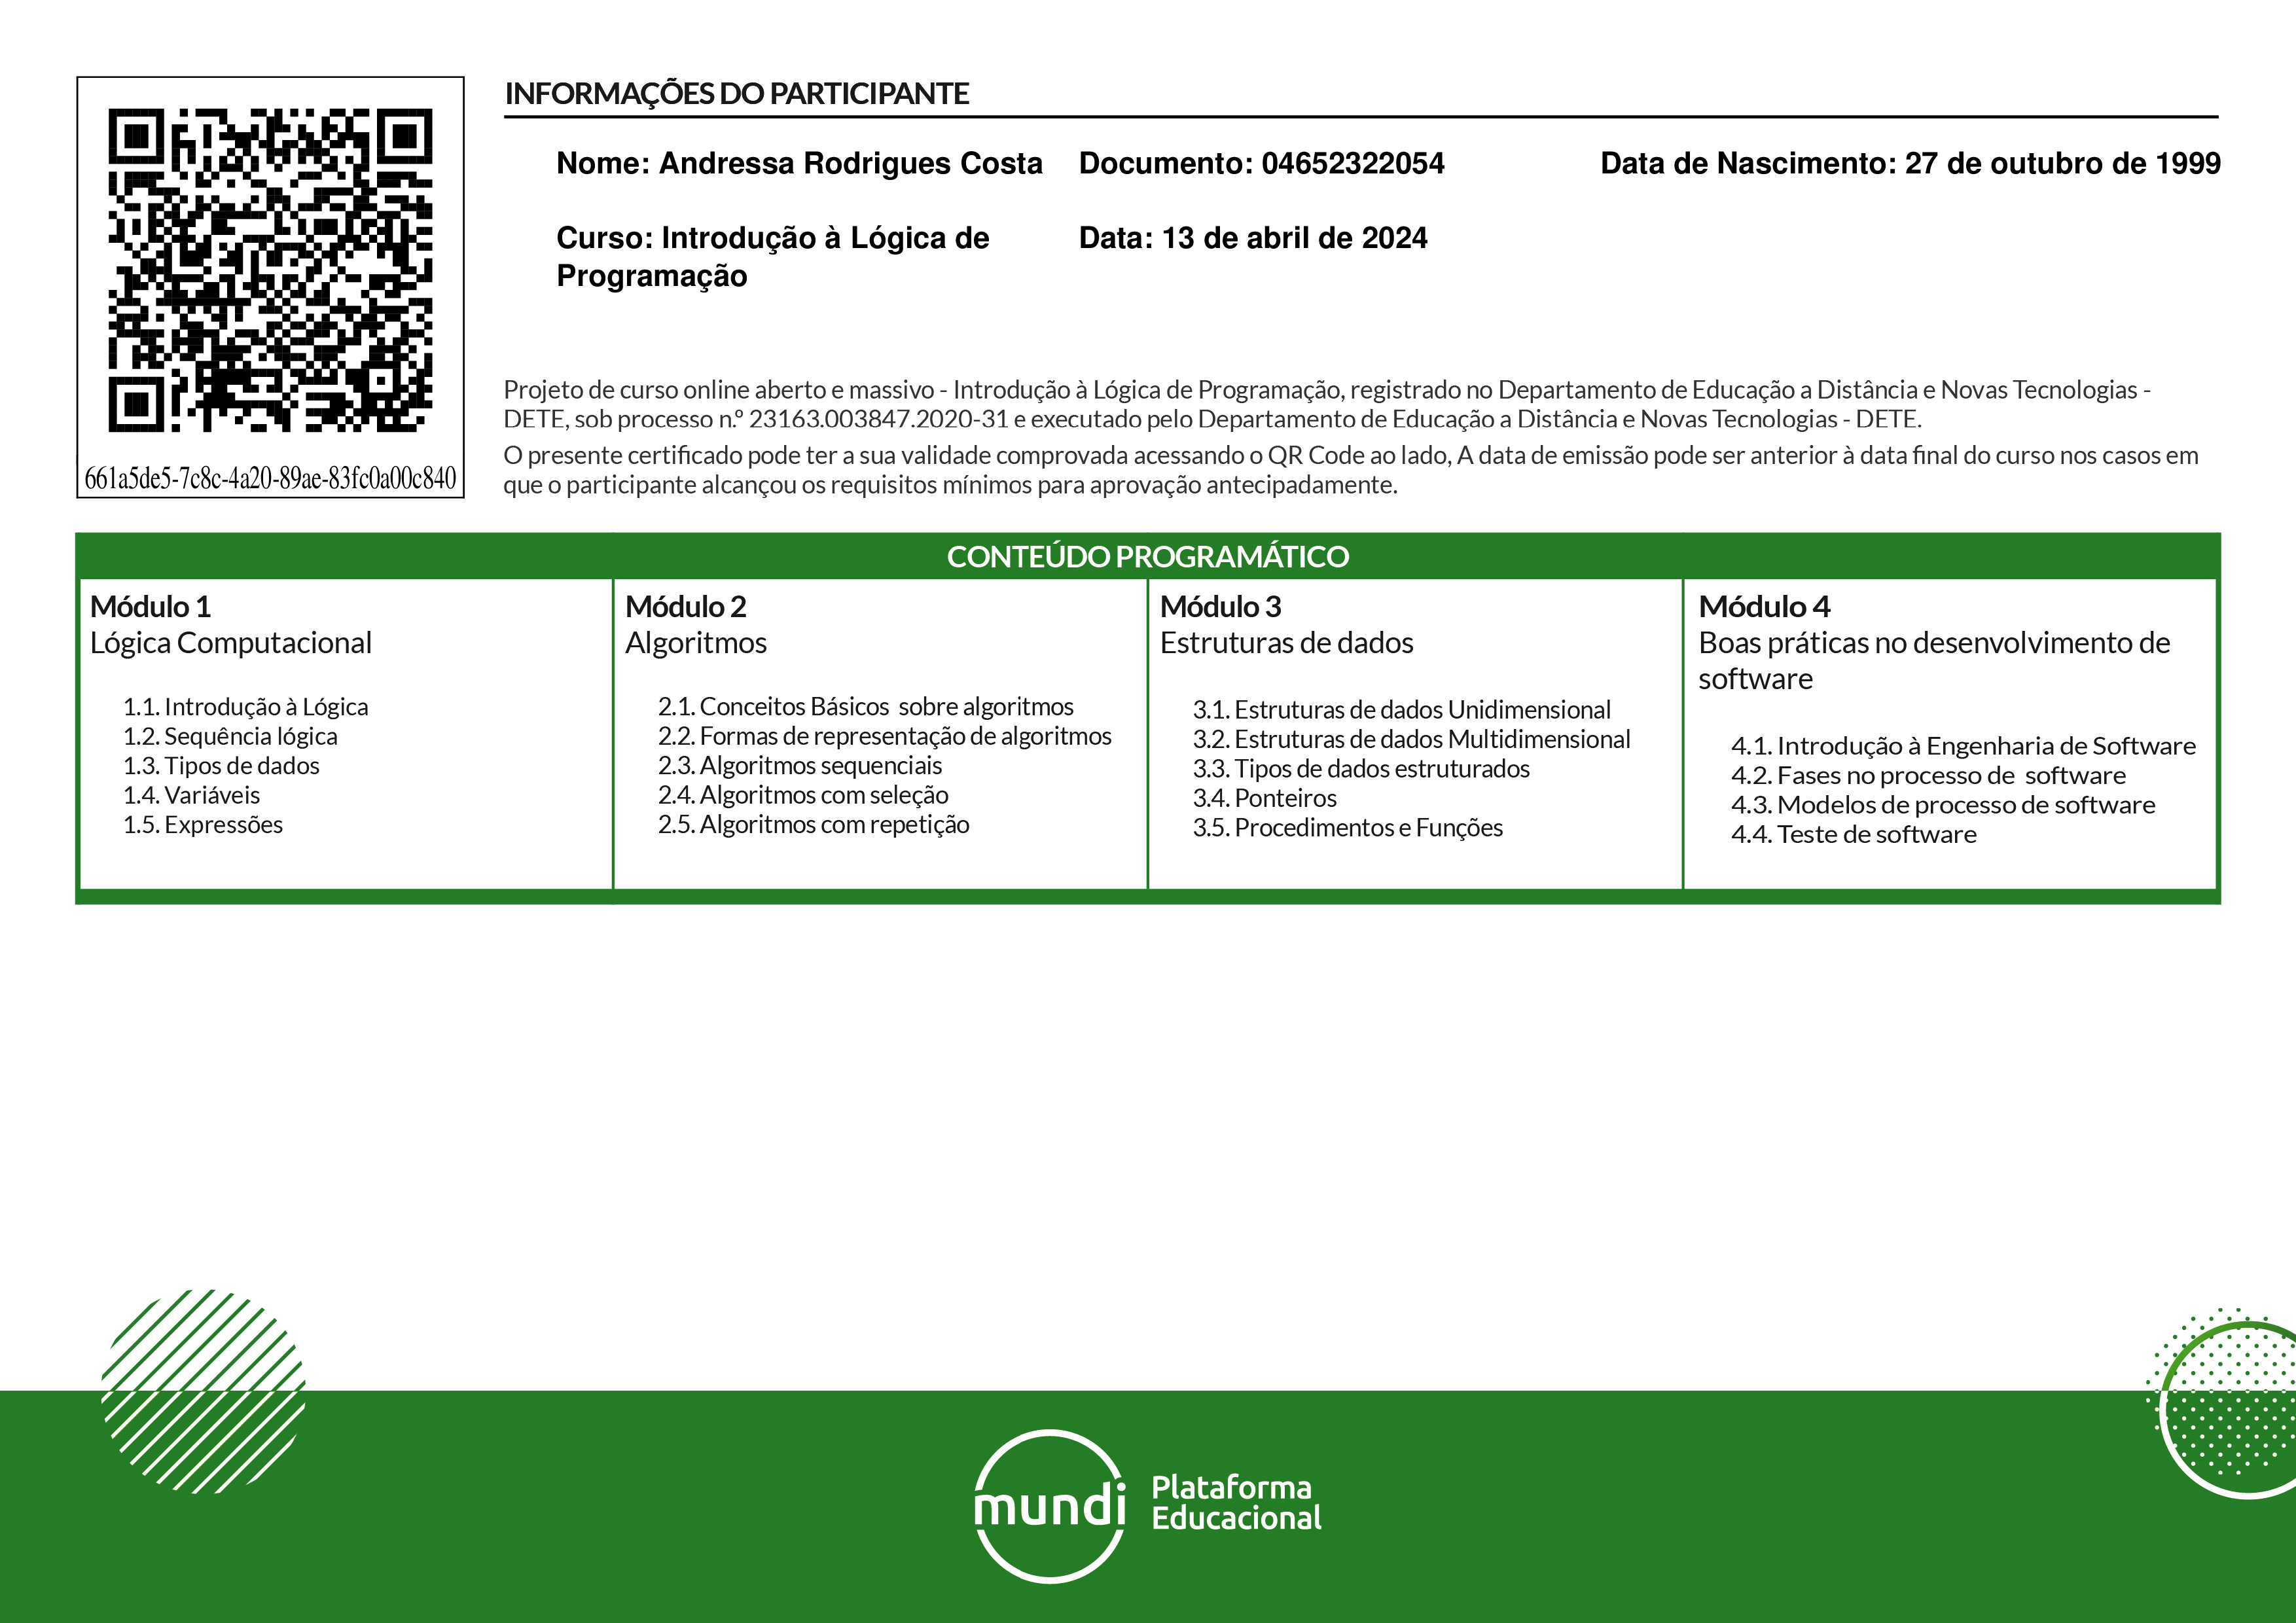 INFORMAÇÕES DO PARTICIPANTE
Nome: Andressa Rodrigues Costa
Documento: 04652322054
Data de Nascimento: 27 de outubro de 1999
Curso: Introdução à Lógica de
Programação
Data: 13 de abril de 2024
661a5de5-7c8c-4a20-89ae-83fc0a00c840
Projeto de curso online aberto e massivo - Introdução à Lógica de Programação, registrado no Departamento de Educação a Distância e Novas Tecnologias -
DETE, sob processo n.º 23163.003847.2020-31 e executado pelo Departamento de Educação a Distância e Novas Tecnologias - DETE.
O presente certificado pode ter a sua validade comprovada acessando o QR Code ao lado, A data de emissão pode ser anterior à data final do curso nos casos em
que o participante alcançou os requisitos mínimos para aprovação antecipadamente.
CONTEÚDO PROGRAMÁTICO
Módulo 1
Lógica Computacional
1.1. Introdução à Lógica
1.2. Sequência lógica
1.3. Tipos de dados
1.4. Variáveis
1.5. Expressões
Módulo 2
Algoritmos
2.1. Conceitos Básicos  sobre algoritmos
2.2. Formas de representação de algoritmos
2.3. Algoritmos sequenciais
2.4. Algoritmos com seleção
2.5. Algoritmos com repetição
Módulo 3
Estruturas de dados
3.1. Estruturas de dados Unidimensional
3.2. Estruturas de dados Multidimensional
3.3. Tipos de dados estruturados
3.4. Ponteiros
3.5. Procedimentos e Funções
Módulo 4
Boas práticas no desenvolvimento de
software
4.1. Introdução à Engenharia de Software
4.2. Fases no processo de  software
4.3. Modelos de processo de software
4.4. Teste de software
mundi
Plataforma
Educacional